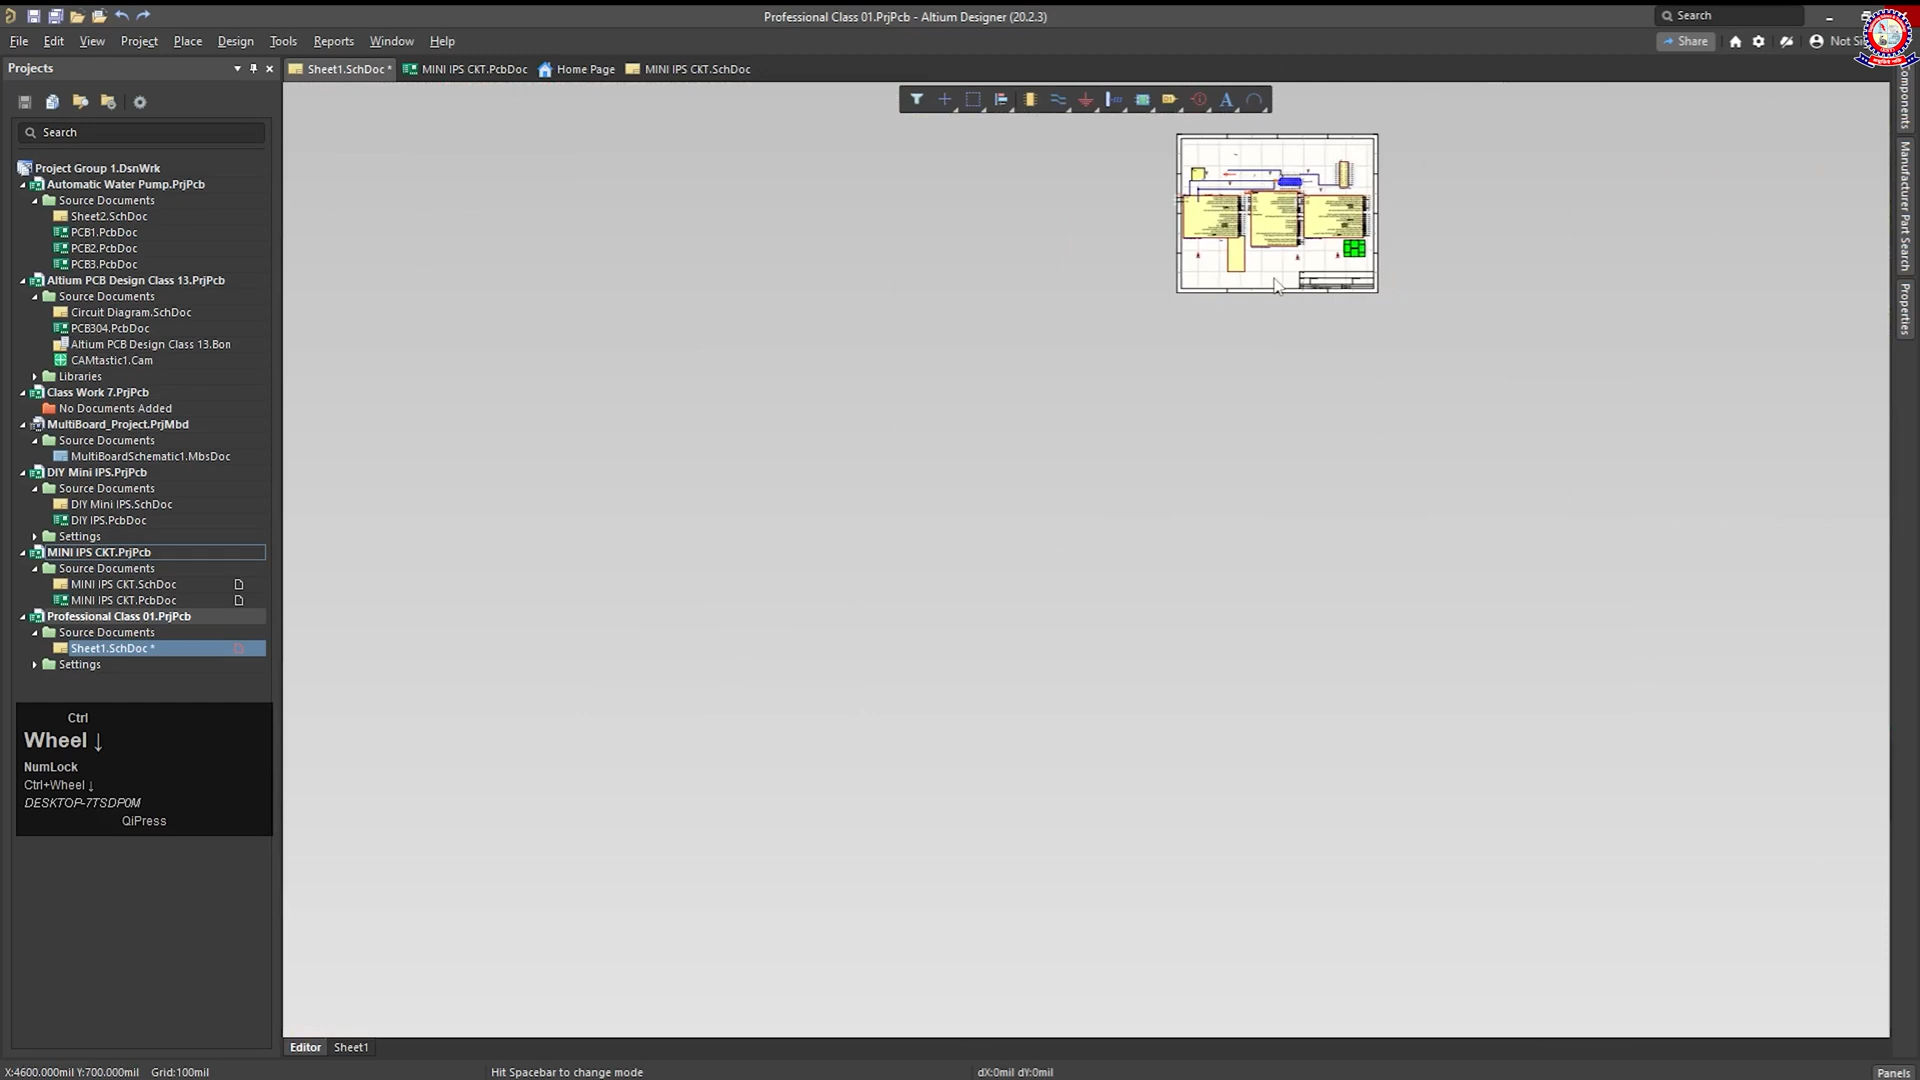 Professional Class 01.PrjPcb - Altium Designer (20.2.3)
Search
File Edit View Project Place Design Tools Reports Window Help
Share
Not Si
Projects
Sheet1.SchDoc *
MINI IPS CKT.PcbDoc
Home Page
MINI IPS CKT.SchDoc
Search
Project Group 1.DsnWrk
Automatic Water Pump.PrjPcb
Source Documents
Sheet2.SchDoc
PCB1.PcbDoc
PCB2.PcbDoc
PCB3.PcbDoc
Altium PCB Design Class 13.PrjPcb
Source Documents
Circuit Diagram.SchDoc
PCB304.PcbDoc
Altium PCB Design Class 13.Bon
CAMtastic1.Cam
Libraries
Class Work 7.PrjPcb
No Documents Added
MultiBoard_Project.PrjMbd
Source Documents
MultiBoardSchematic1.MbsDoc
DIY Mini IPS.PrjPcb
Source Documents
DIY Mini IPS.SchDoc
DIY IPS.PcbDoc
Settings
MINI IPS CKT.PrjPcb
Source Documents
MINI IPS CKT.SchDoc
MINI IPS CKT.PcbDoc
Professional Class 01.PrjPcb
Source Documents
Sheet1.SchDoc *
Settings
Ctrl
Wheel ↓
NumLock
Ctrl+Wheel ↓
DESKTOP-7TSDP0M
QiPress
Components
Manufacturer Part Search
Properties
Editor
Sheet1
X:4600.000mil Y:700.000mil Grid:100mil
Hit Spacebar to change mode
dX:0mil dY:0mil
Panels